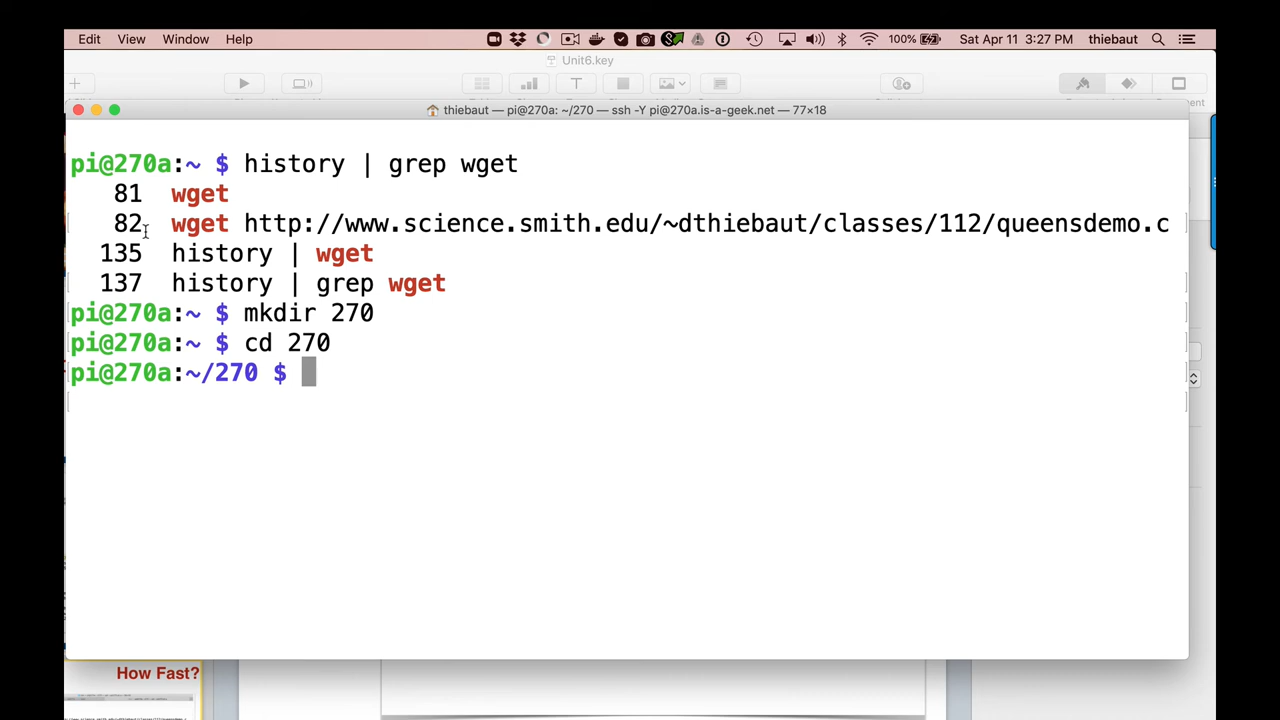 Edit View Window Help 100% Sat Apr 11 3:27 PM thiebaut
Unit6.key
thiebaut — pi@270a: ~/270 — ssh -Y pi@270a.is-a-geek.net — 77×18
pi@270a:~ $ history | grep wget
81 wget
82 wget http://www.science.smith.edu/~dthiebaut/classes/112/queensdemo.c
135 history | wget
137 history | grep wget
pi@270a:~ $ mkdir 270
pi@270a:~ $ cd 270
pi@270a:~/270 $
How Fast?